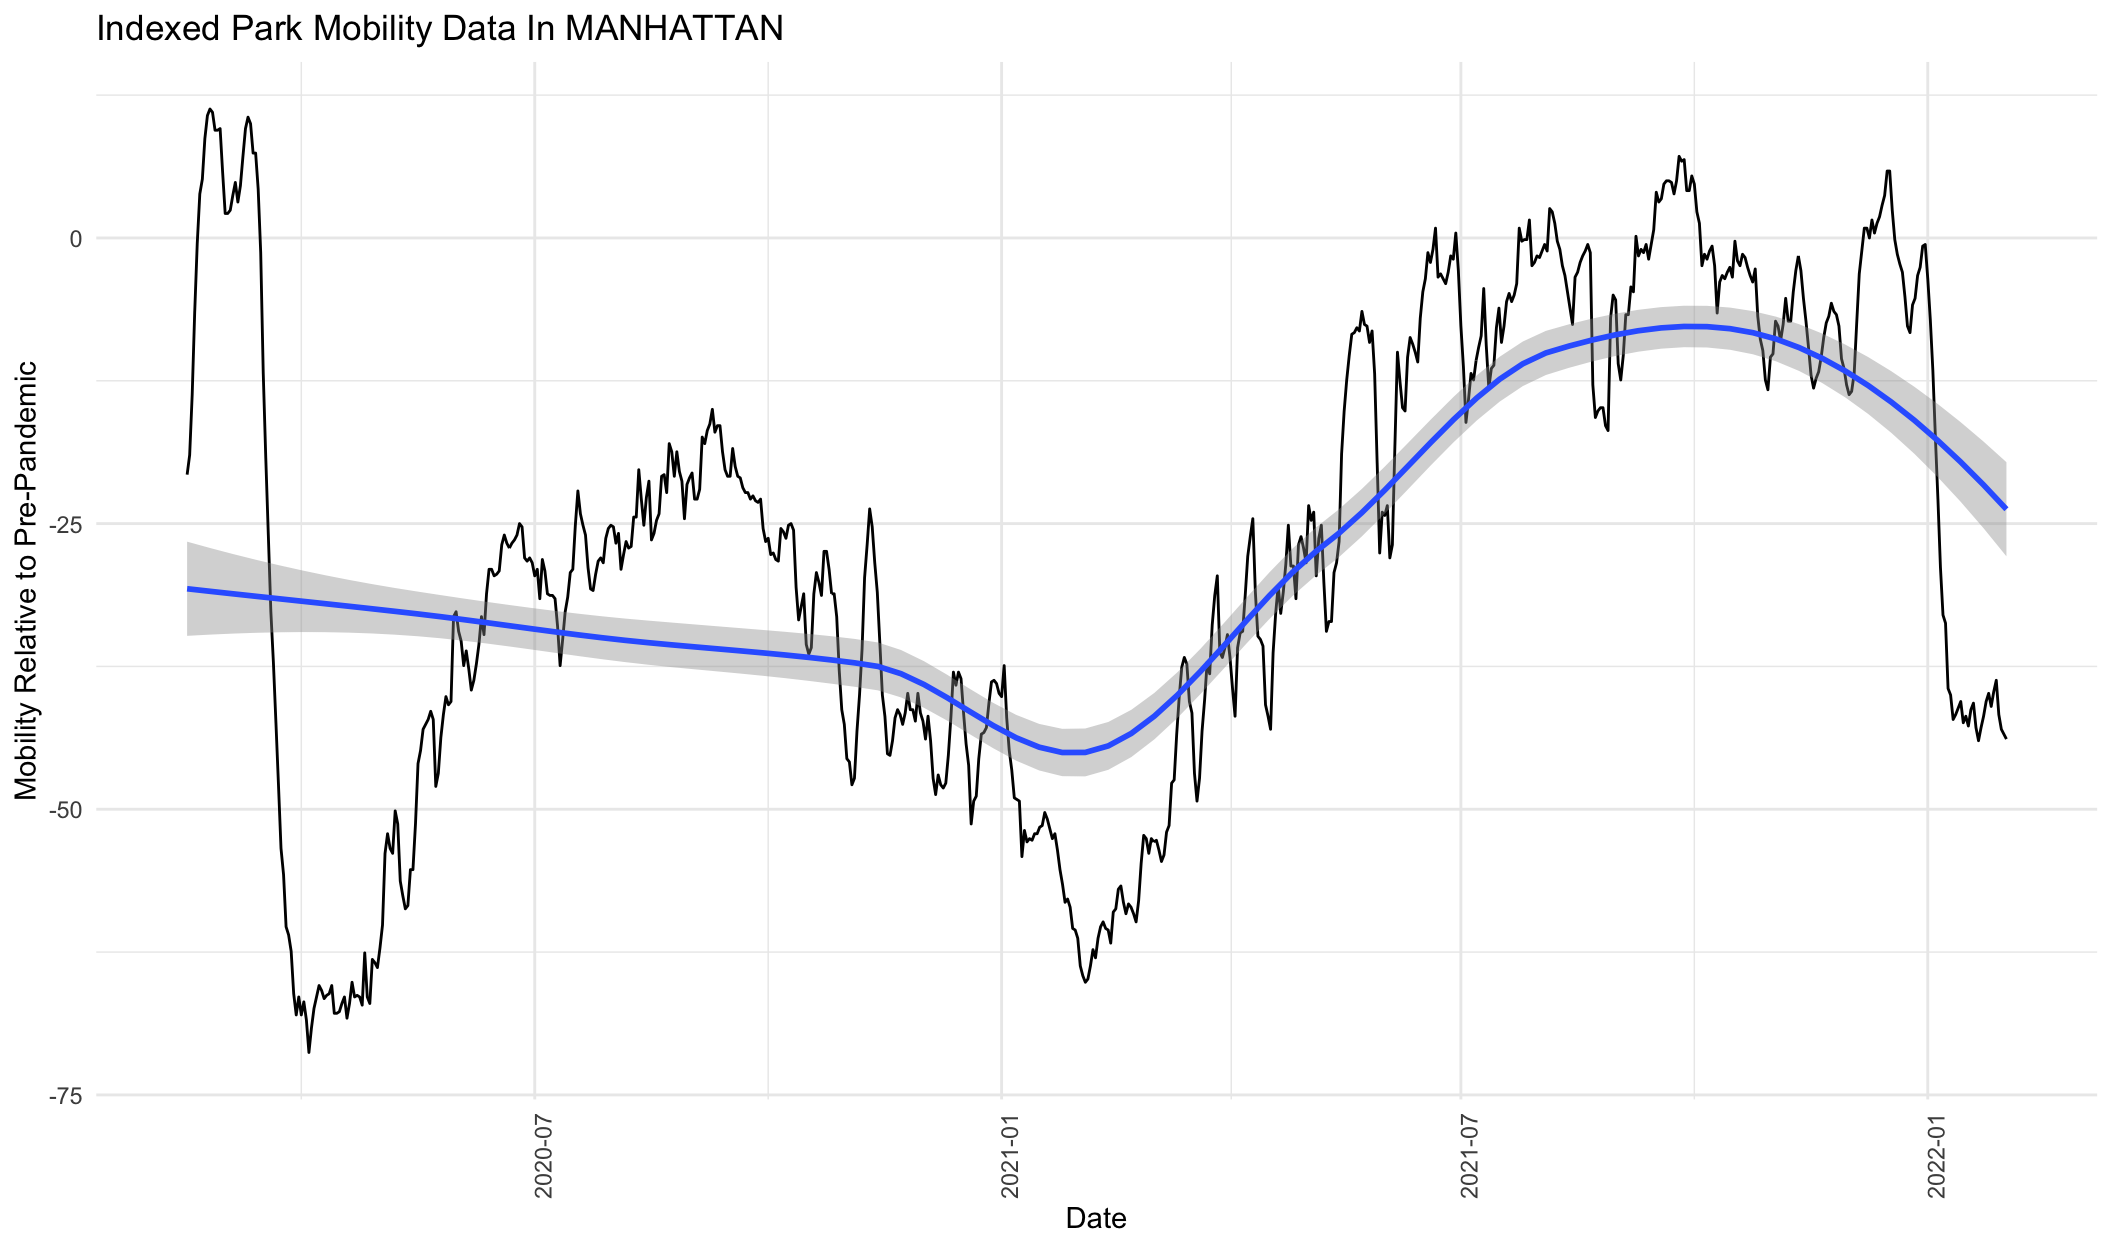 Indexed Park Mobility Data In MANHATTAN
Mobility Relative to Pre-Pandemic
0
-25
-50
-75
2020-07
2021-01
2021-07
2022-01
Date